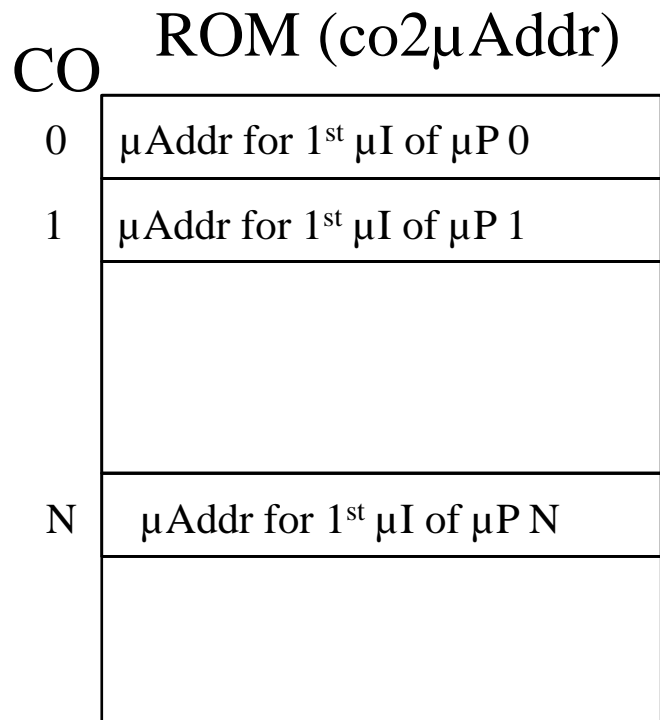 ROM (co2µAddr)
CO
0 µAddr for 1st µI of µP 0
1 µAddr for 1st µI of µP 1
N µAddr for 1st µI of µP N